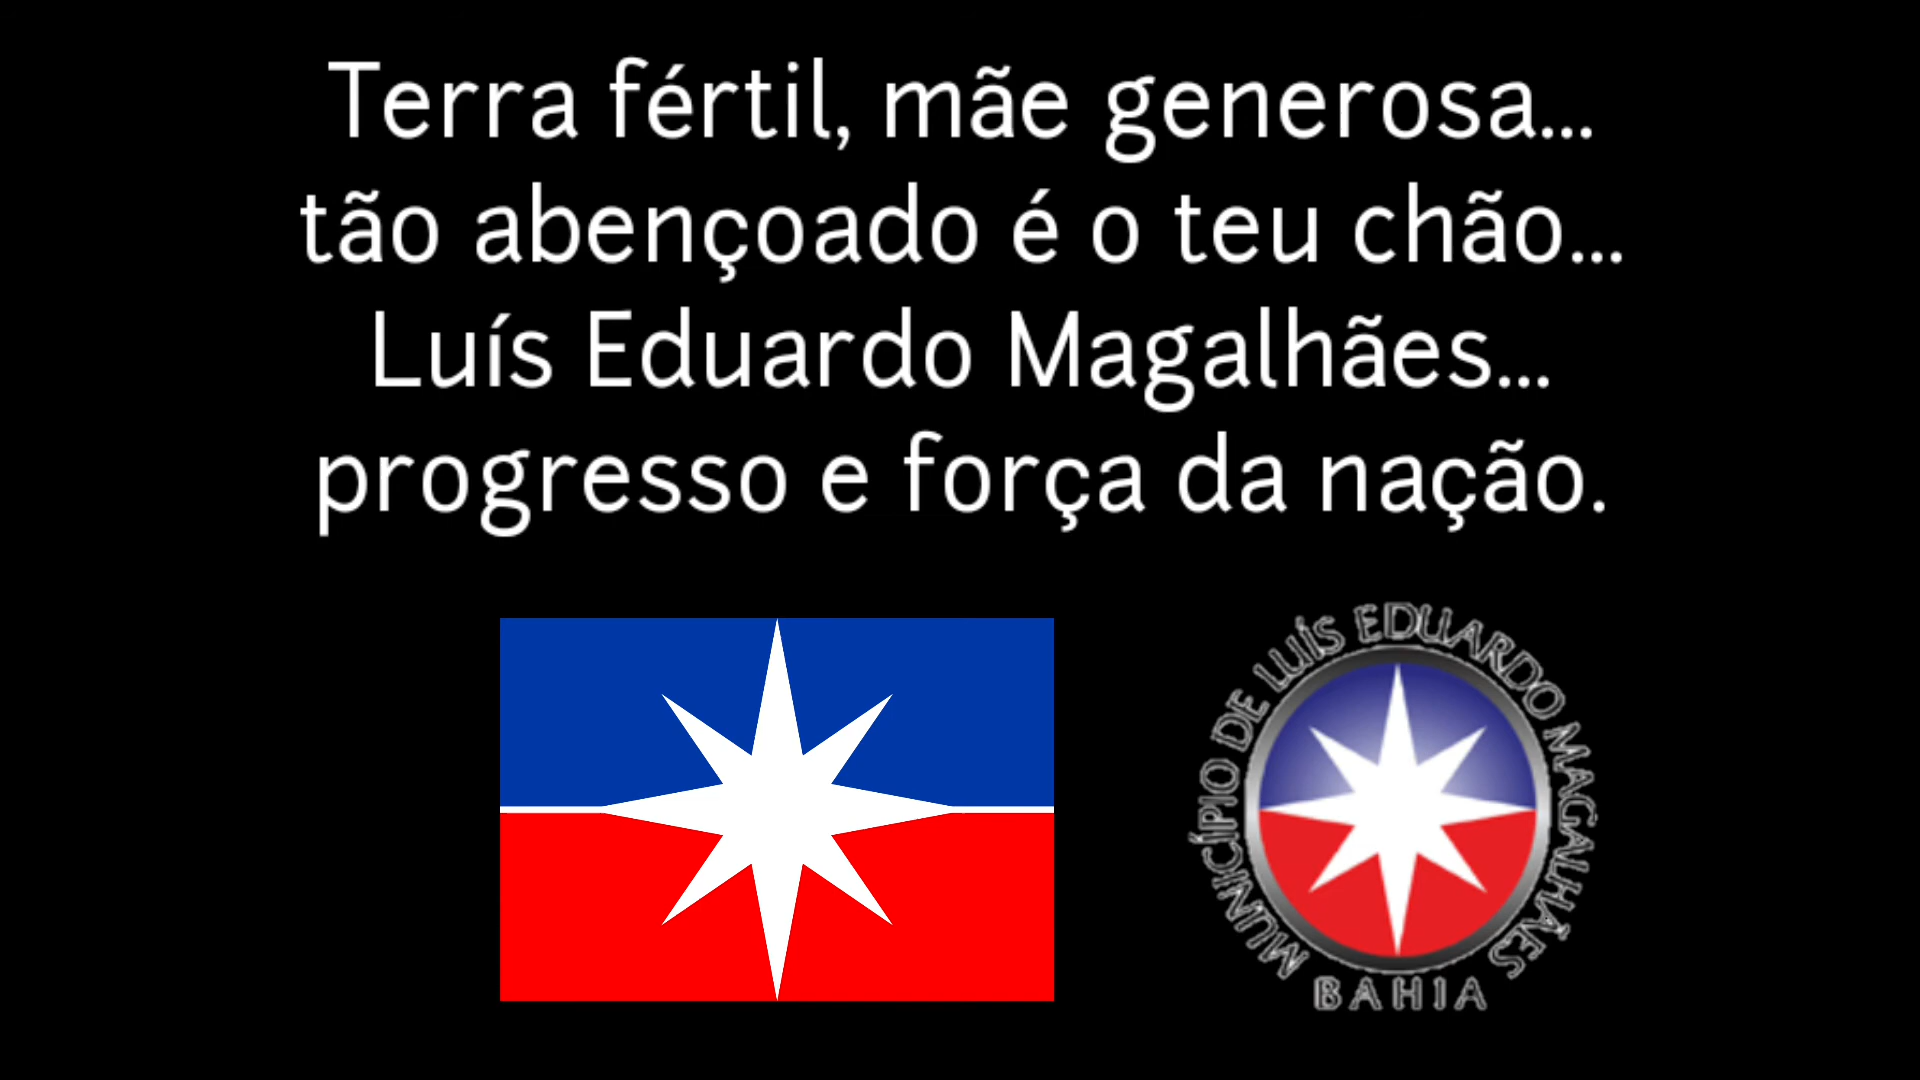 Terra fértil, mãe generosa...
tão abençoado é o teu chão...
Luís Eduardo Magalhães...
progresso e força da nação.
MUNICÍPIO DE LUÍS EDUARDO MAGALHÃES
BAHIA